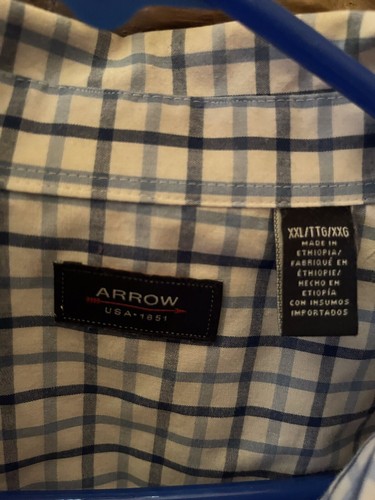 ARROW
USA • 1851
XXL/TTG/XXG
MADE IN
ETHIOPIA/
FABRIQUÉ EN
ÉTHIOPIE/
HECHO EN
ETIOPÍA
CON INSUMOS
IMPORTADOS